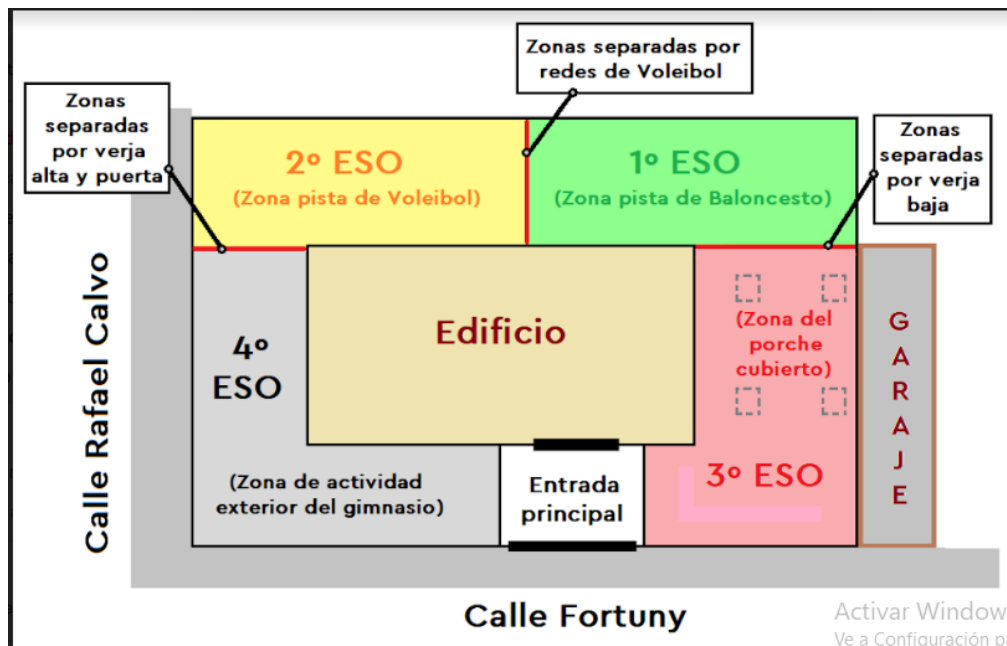 Zonas separadas por
redes de Voleibol
Zonas
separadas
por verja
alta y puerta
Zonas
separadas
por verja
baja
2º ESO
(Zona pista de Voleibol)
1º ESO
(Zona pista de Baloncesto)
Calle Rafael Calvo
4º
ESO
(Zona de actividad
exterior del gimnasio)
Edificio
Entrada
principal
(Zona del
porche
cubierto)
3º ESO
GARAJE
Calle Fortuny
Activar Window
Ve a Configuración p